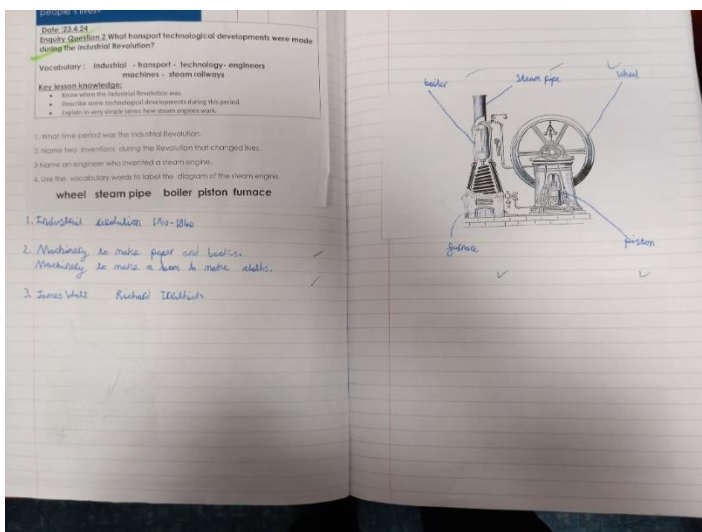 people's lives?
Date :23.4.24
Enquiry Question 2 What transport technological developments were made
during the Industrial Revolution?
Vocabulary : industrial - transport - technology- engineers
machines - steam railways
Key lesson knowledge:
• Know when the Industrial Revolution was.
• Describe some technological developments during this period.
• Explain in very simple terms how steam engines work.
1. What time period was the Industrial Revolution.
2. Name two inventions during the Revolution that changed lives.
3 Name an engineer who invented a steam engine.
4. Use the vocabulary words to label the diagram of the steam engine.
wheel steam pipe boiler piston furnace
1. Industrial revolution 1840
2. Machinery to make paper and books.
Machinery to make a loom to make cloths.
3. James Watt Richard
boiler
Steam pipe
Wheel
furnace
piston